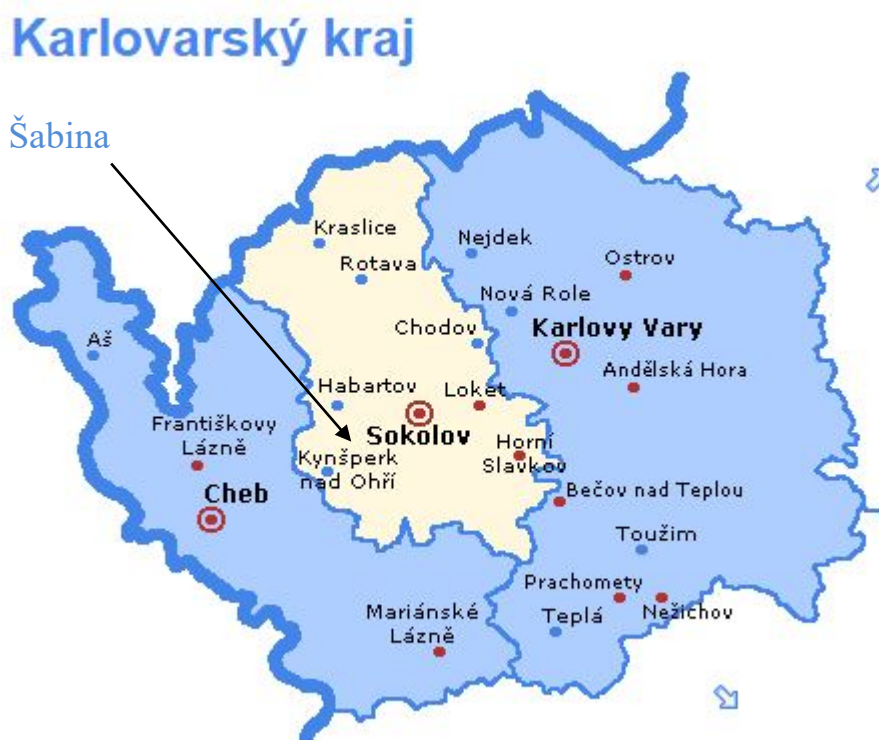 Karlovarský kraj
Šabina
Kraslice
Rotava
Nejdek
Ostrov
Nová Role
Chodov
Karlovy Vary
Aš
Andělská Hora
Habartov
Loket
Františkovy
Lázně
Sokolov
Kynšperk
nad Ohří
Horní
Slavkov
Cheb
Bečov nad Teplou
Toužim
Prachomety
Nežichov
Teplá
Mariánské
Lázně